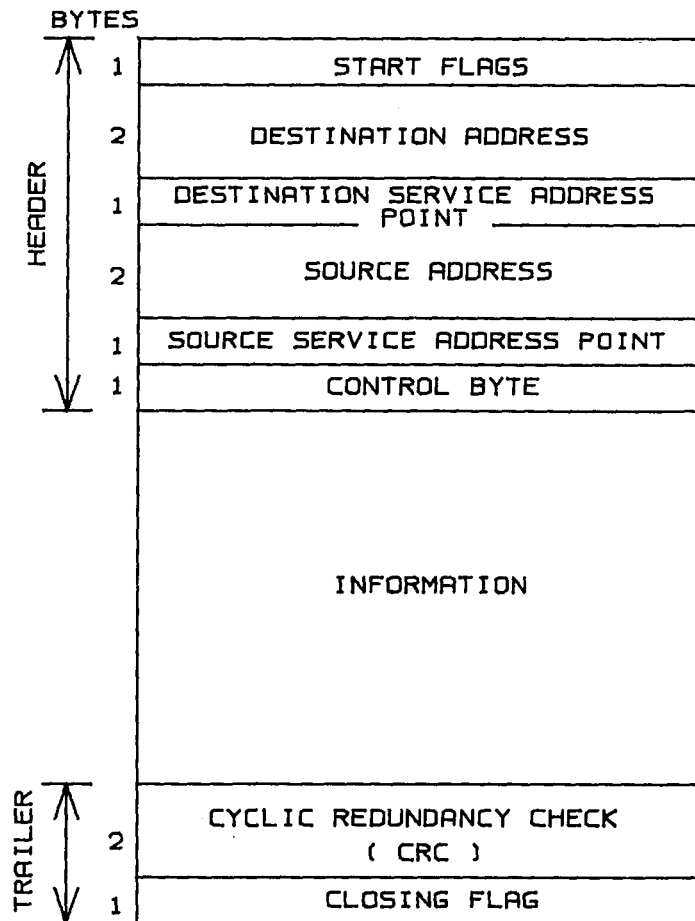 BYTES
1 START FLAGS
2 DESTINATION ADDRESS
1 DESTINATION SERVICE ADDRESS
POINT
HEADER
2 SOURCE ADDRESS
1 SOURCE SERVICE ADDRESS POINT
1 CONTROL BYTE
INFORMATION
TRAILER
2 CYCLIC REDUNDANCY CHECK
( CRC )
1 CLOSING FLAG